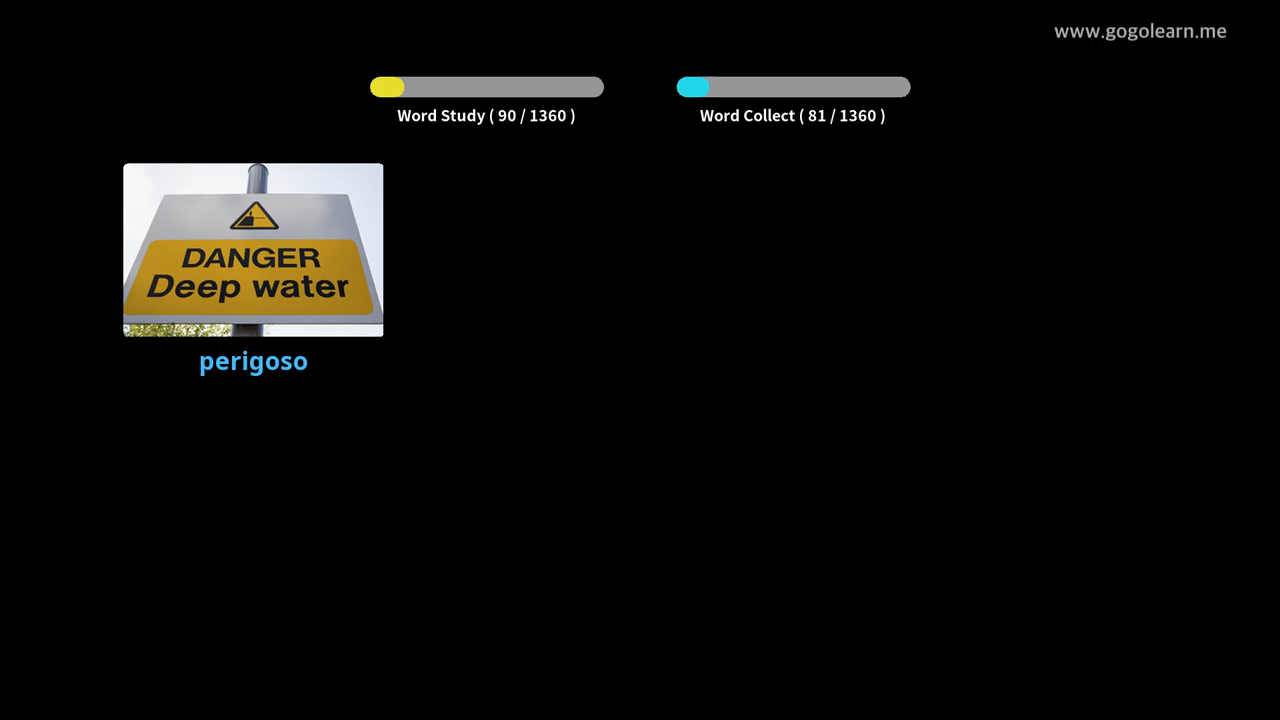 www.gogolearn.me
Word Study ( 90 / 1360 )
Word Collect ( 81 / 1360 )
DANGER
Deep water
perigoso